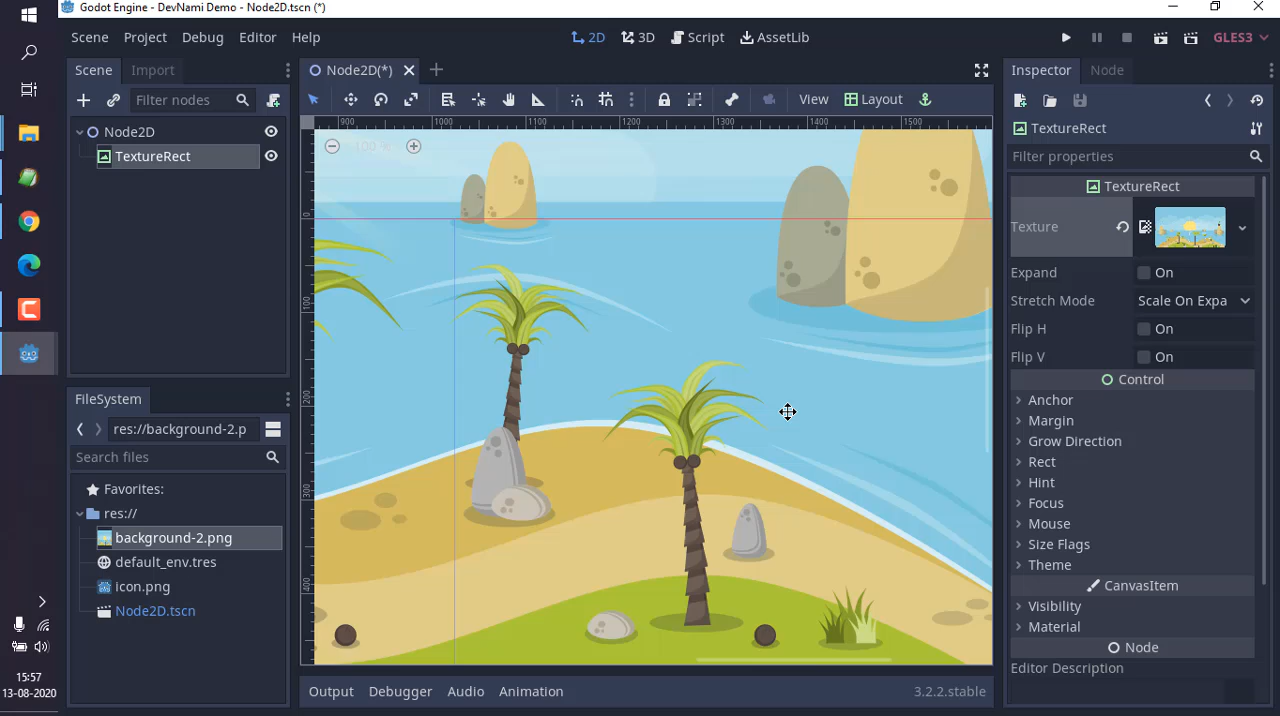 Godot Engine - DevNami Demo - Node2D.tscn (*)
Scene Project Debug Editor Help
2D 3D Script AssetLib
GLES3
Scene Import
Filter nodes
Node2D
TextureRect
FileSystem
res://background-2.p
Search files
Favorites:
res://
background-2.png
default_env.tres
icon.png
Node2D.tscn
Node2D(*)
View Layout
900 1000 1100 1200 1300 1400 1500
0
100
200
300
400
100 %
Output Debugger Audio Animation 3.2.2.stable
Inspector Node
TextureRect
Filter properties
TextureRect
Texture
Expand On
Stretch Mode Scale On Expa
Flip H On
Flip V On
Control
Anchor
Margin
Grow Direction
Rect
Hint
Focus
Mouse
Size Flags
Theme
CanvasItem
Visibility
Material
Node
Editor Description
15:57
13-08-2020